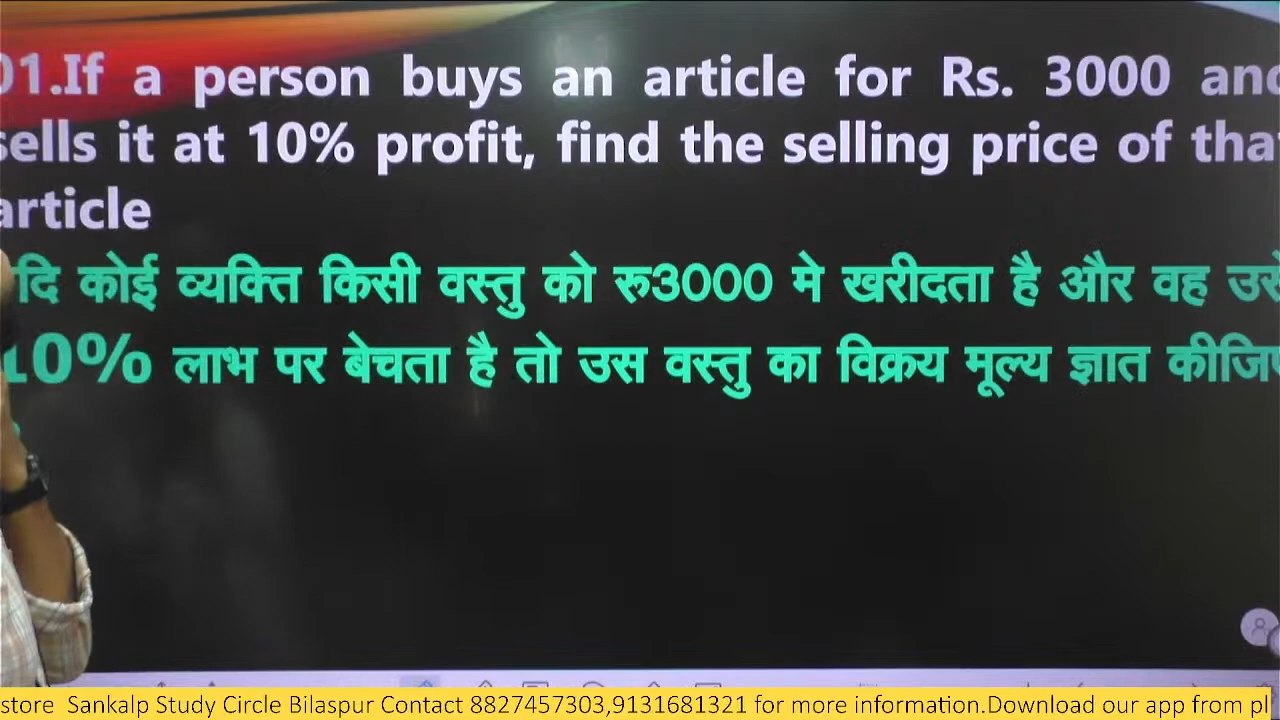 01.If a person buys an article for Rs. 3000 and
sells it at 10% profit, find the selling price of that
article
दि कोई व्यक्ति किसी वस्तु को रू3000 मे खरीदता है और वह उसे
10% लाभ पर बेचता है तो उस वस्तु का विक्रय मूल्य ज्ञात कीजिए
store Sankalp Study Circle Bilaspur Contact 8827457303,9131681321 for more information.Download our app from pl